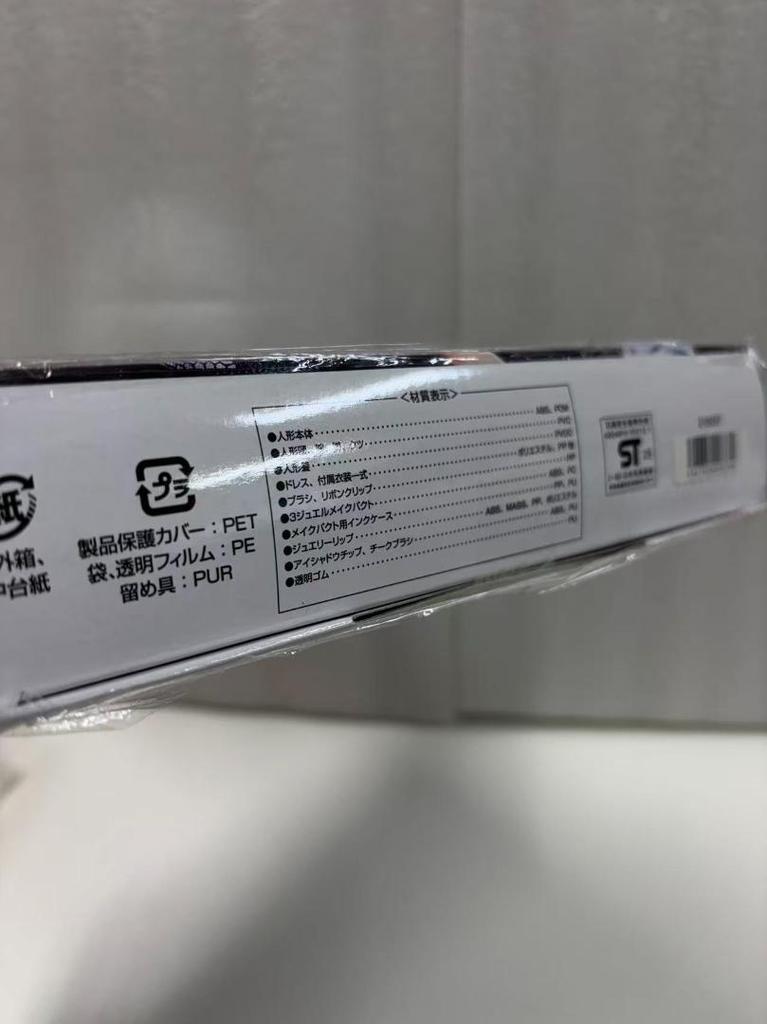 紙
外箱、
中台紙
プラ
製品保護カバー：PET
袋、透明フィルム：PE
留め具：PUR
<材質表示>
●人形本体 ABS、POM
●人形 PVC
●人形髪 PVDC
●ドレス、付属衣装一式 ポリエステル、PP 他
●ブラシ、リボンクリップ PP
●3ジュエルメイクパクト ABS、PC
●メイクパクト用インクケース PP、PU
●ジュエリーリップ ABS、MABS、PP、ポリエステル
●アイシャドウチップ、チークブラシ ABS、PU
●透明ゴム PU
ST